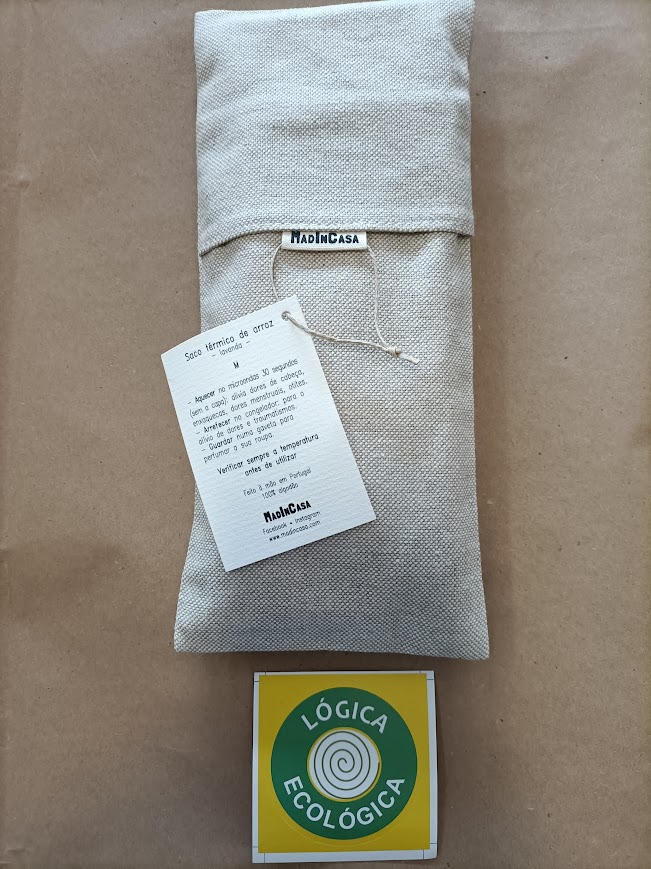 MADINCASA
Saco térmico de arroz
- lavanda -
M
- Aquecer no microondas 30 segundos
(sem a capa): alivia dores de cabeça,
enxaquecas, dores menstruais, otites.
- Arrefecer no congelador: para o
alívio de dores e traumatismos.
- Guardar numa gaveta para
perfumar a sua roupa.
Verificar sempre a temperatura
antes de utilizar
Feito à mão em Portugal
100% algodão
MADINCASA
Facebook • Instagram
www.madincasa.com
LÓGICA
ECOLÓGICA